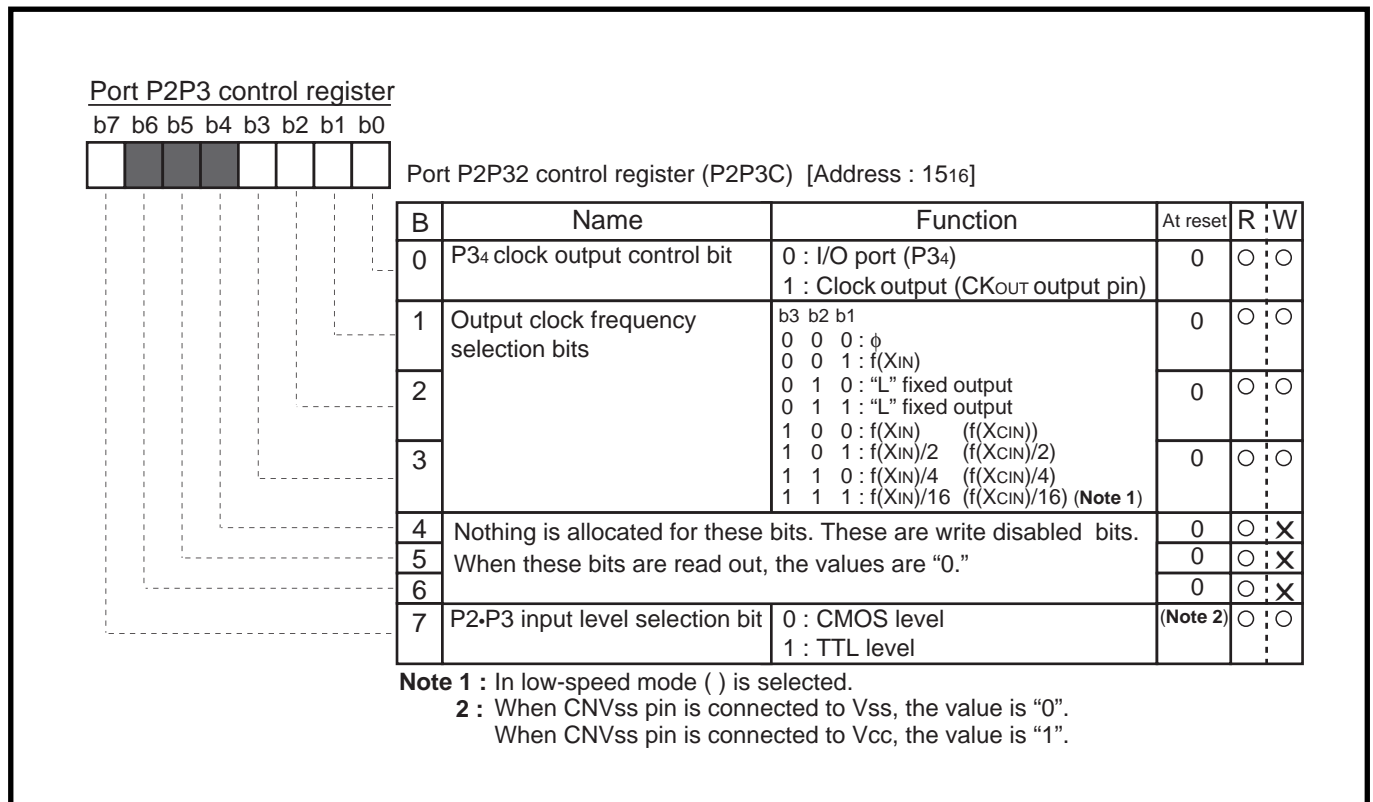 Port P2P3 control register
b7 b6 b5 b4 b3 b2 b1 b0
Port P2P32 control register (P2P3C) [Address : 1516]
B Name Function At reset R W
0 P34 clock output control bit 0 : I/O port (P34) 0 ○ ○
1 : Clock output (CKOUT output pin)
1 Output clock frequency b3 b2 b1 0 ○ ○
selection bits 0 0 0 : ϕ
0 0 1 : f(XIN)
2 0 1 0 : “L” fixed output 0 ○ ○
0 1 1 : “L” fixed output
1 0 0 : f(XIN) (f(XCIN))
3 1 0 1 : f(XIN)/2 (f(XCIN)/2) 0 ○ ○
1 1 0 : f(XIN)/4 (f(XCIN)/4)
1 1 1 : f(XIN)/16 (f(XCIN)/16) (Note 1)
4 Nothing is allocated for these bits. These are write disabled bits. 0 ○ ×
5 When these bits are read out, the values are “0.” 0 ○ ×
6 0 ○ ×
7 P2•P3 input level selection bit 0 : CMOS level (Note 2) ○ ○
1 : TTL level
Note 1 : In low-speed mode ( ) is selected.
2 : When CNVss pin is connected to Vss, the value is “0”.
When CNVss pin is connected to Vcc, the value is “1”.